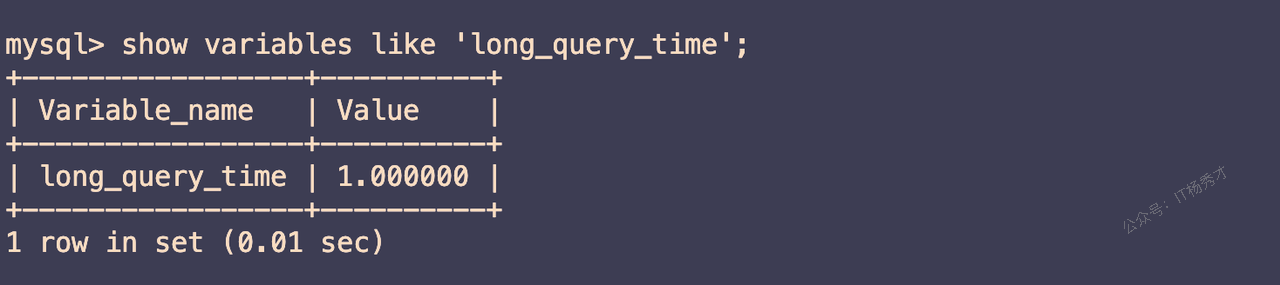 mysql> show variables like 'long_query_time';
+-----------------+----------+
| Variable_name   | Value    |
+-----------------+----------+
| long_query_time | 1.000000 |
+-----------------+----------+
1 row in set (0.01 sec)
公众号：IT杨秀才